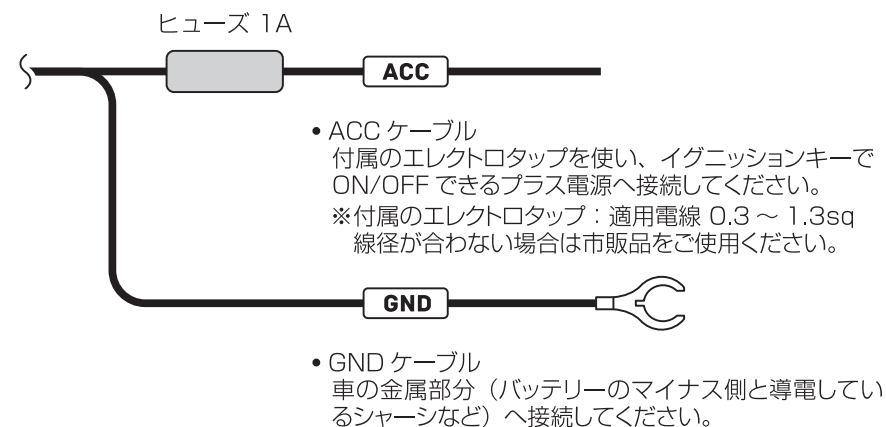 ヒューズ 1A
ACC
• ACC ケーブル
付属のエレクトロタップを使い、イグニッションキーで
ON/OFF できるプラス電源へ接続してください。
※付属のエレクトロタップ：適用電線 0.3 ～ 1.3sq
線径が合わない場合は市販品をご使用ください。
GND
• GND ケーブル
車の金属部分（バッテリーのマイナス側と導電してい
るシャーシなど）へ接続してください。